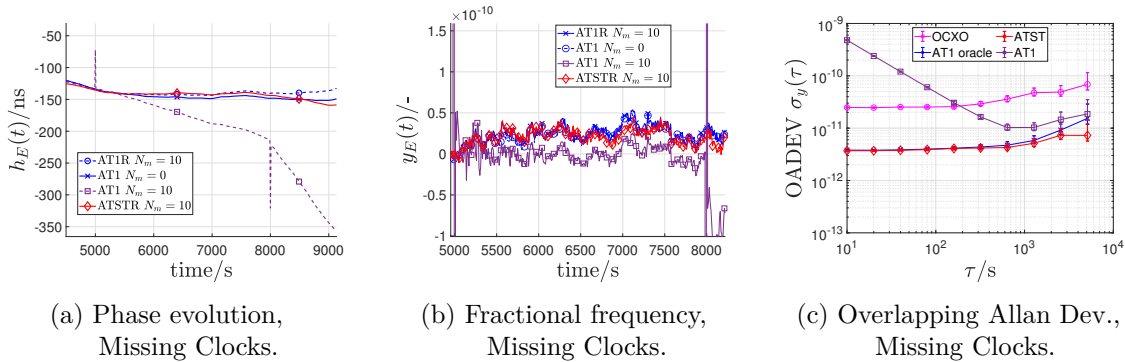 -50
-100
-150
-200
-250
-300
-350
h_E(t)/ns
5000 6000 7000 8000 9000
time/s
AT1R N_m = 10
AT1 N_m = 0
AT1 N_m = 10
ATSTR N_m = 10
×10^-10
1.5
1
0.5
0
-0.5
-1
y_E(t)/-
5000 5500 6000 6500 7000 7500 8000
time/s
AT1R N_m = 10
AT1 N_m = 0
AT1 N_m = 10
ATSTR N_m = 10
10^-9
10^-10
10^-11
10^-12
10^-13
OADEV σ_y(τ)
10^1 10^2 10^3 10^4
τ/s
OCXO ATST
AT1 oracle AT1
(a) Phase evolution,
Missing Clocks.
(b) Fractional frequency,
Missing Clocks.
(c) Overlapping Allan Dev.,
Missing Clocks.